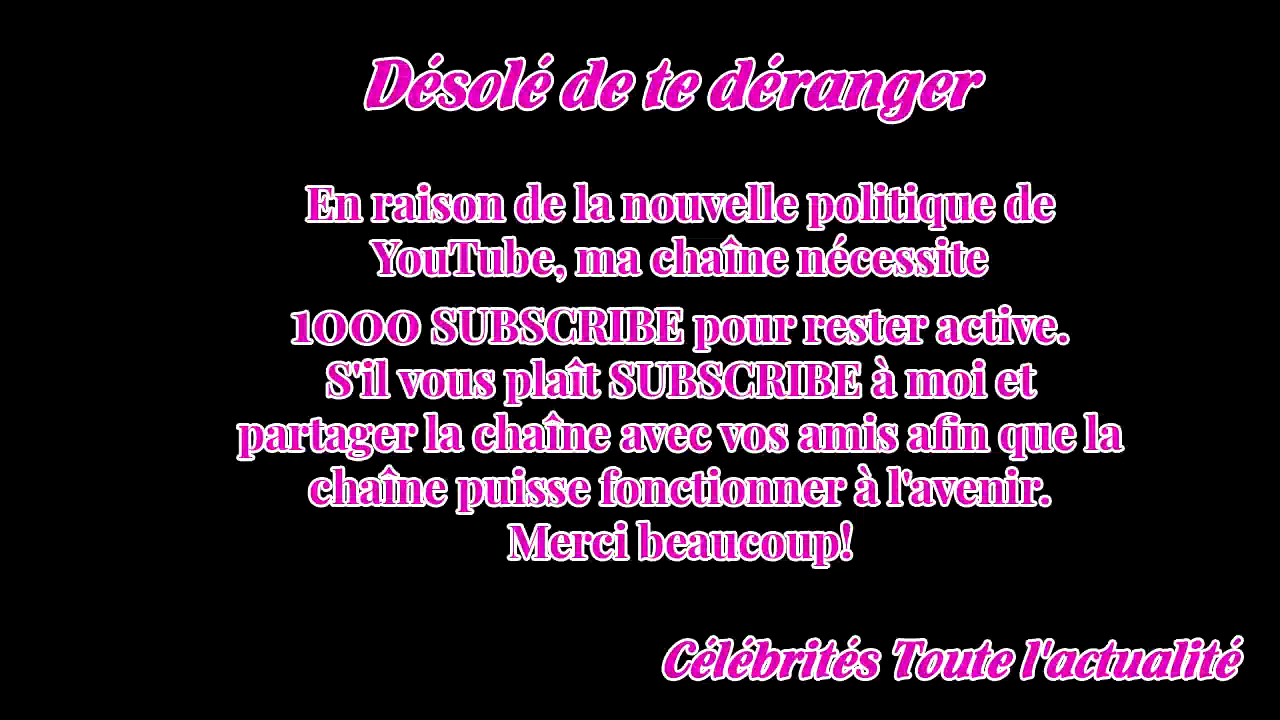 Désolé de te déranger
En raison de la nouvelle politique de
YouTube, ma chaîne nécessite
1000 SUBSCRIBE pour rester active.
S'il vous plaît SUBSCRIBE à moi et
partager la chaîne avec vos amis afin que la
chaîne puisse fonctionner à l'avenir.
Merci beaucoup!
Célébrités Toute l'actualité